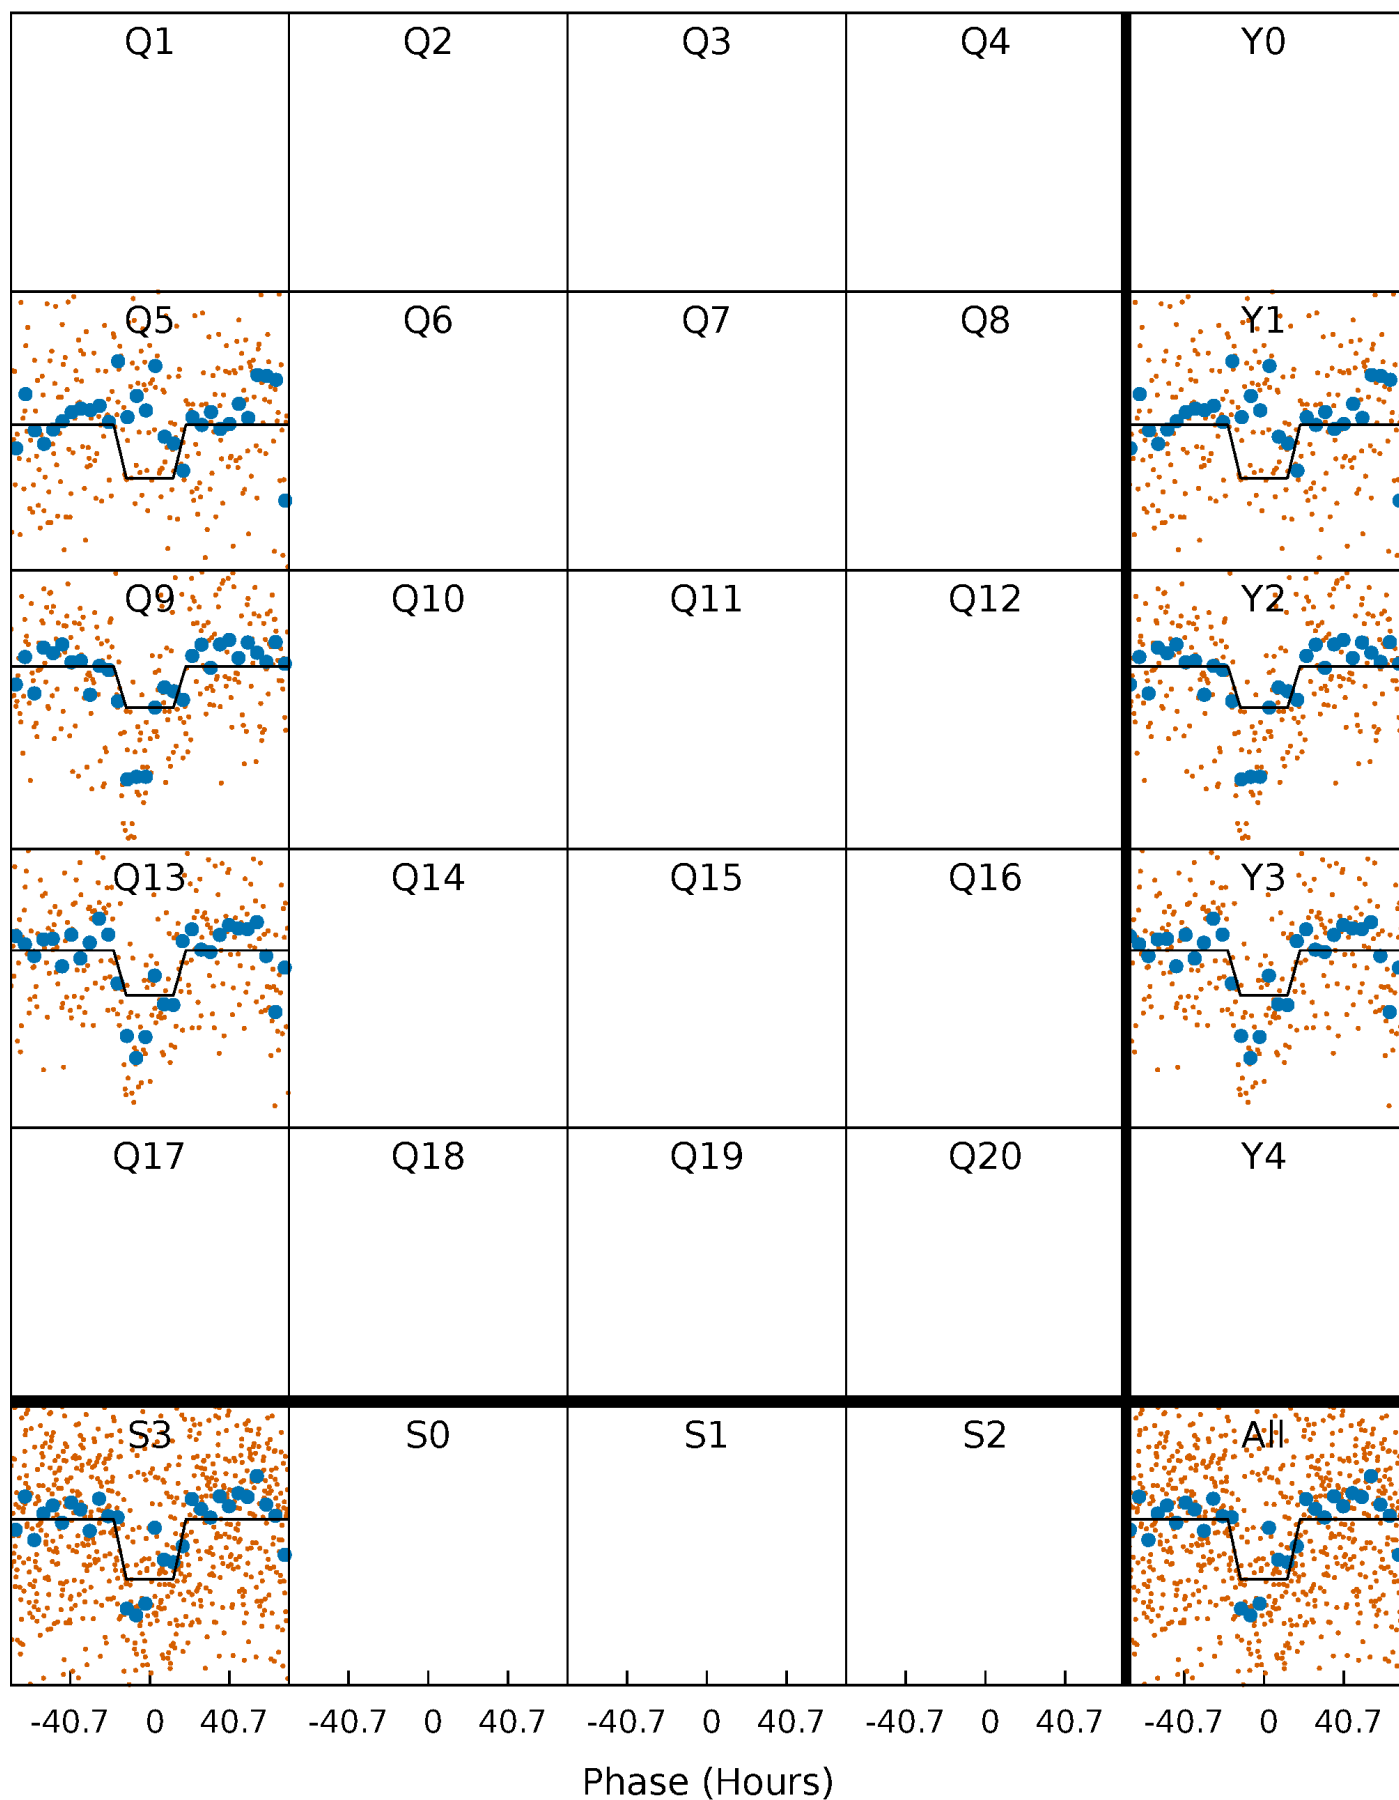 Q1 Q2 Q3 Q4 Y0
Q5 Q6 Q7 Q8 Y1
Q9 Q10 Q11 Q12 Y2
Q13 Q14 Q15 Q16 Y3
Q17 Q18 Q19 Q20 Y4
S3 S0 S1 S2 All
-40.7 0 40.7 -40.7 0 40.7 -40.7 0 40.7 -40.7 0 40.7 -40.7 0 40.7
Phase (Hours)